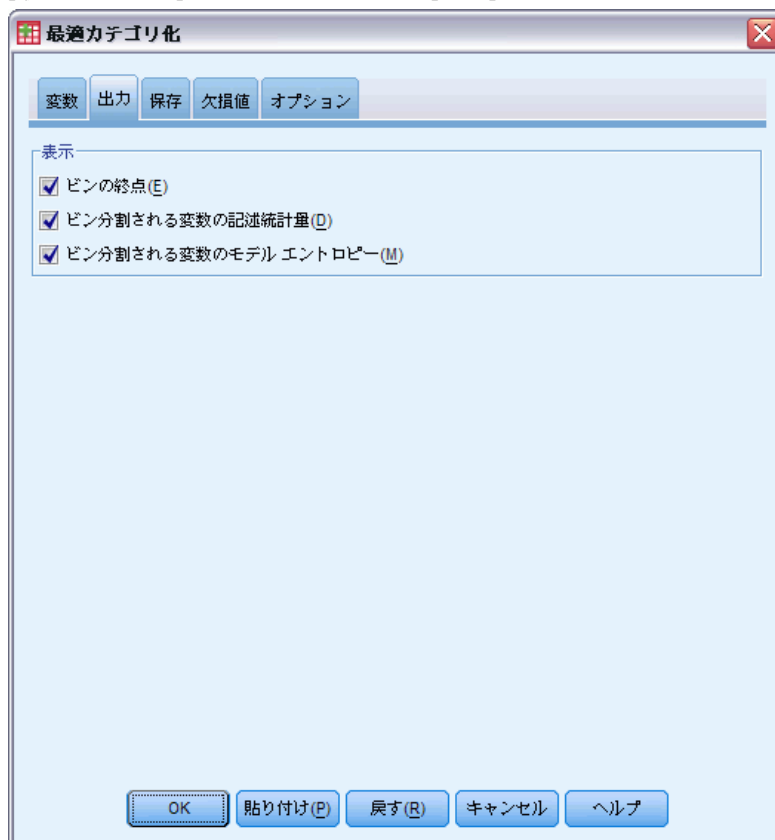 最適カテゴリ化
変数 出力 保存 欠損値 オプション
表示
ビンの終点(E)
ビン分割される変数の記述統計量(D)
ビン分割される変数のモデル エントロピー(M)
OK 貼り付け(P) 戻す(R) キャンセル ヘルプ